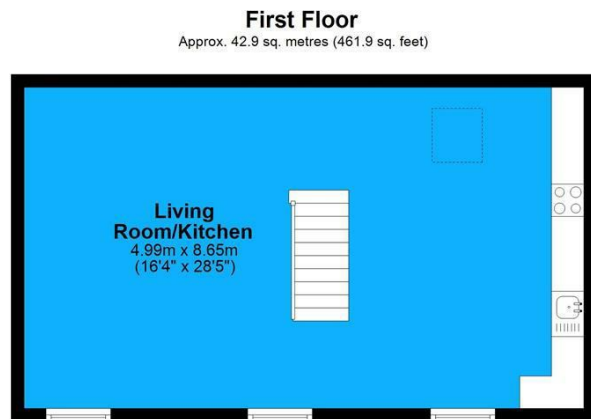 First Floor
Approx. 42.9 sq. metres (461.9 sq. feet)
Living
Room/Kitchen
4.99m x 8.65m
(16'4" x 28'5")